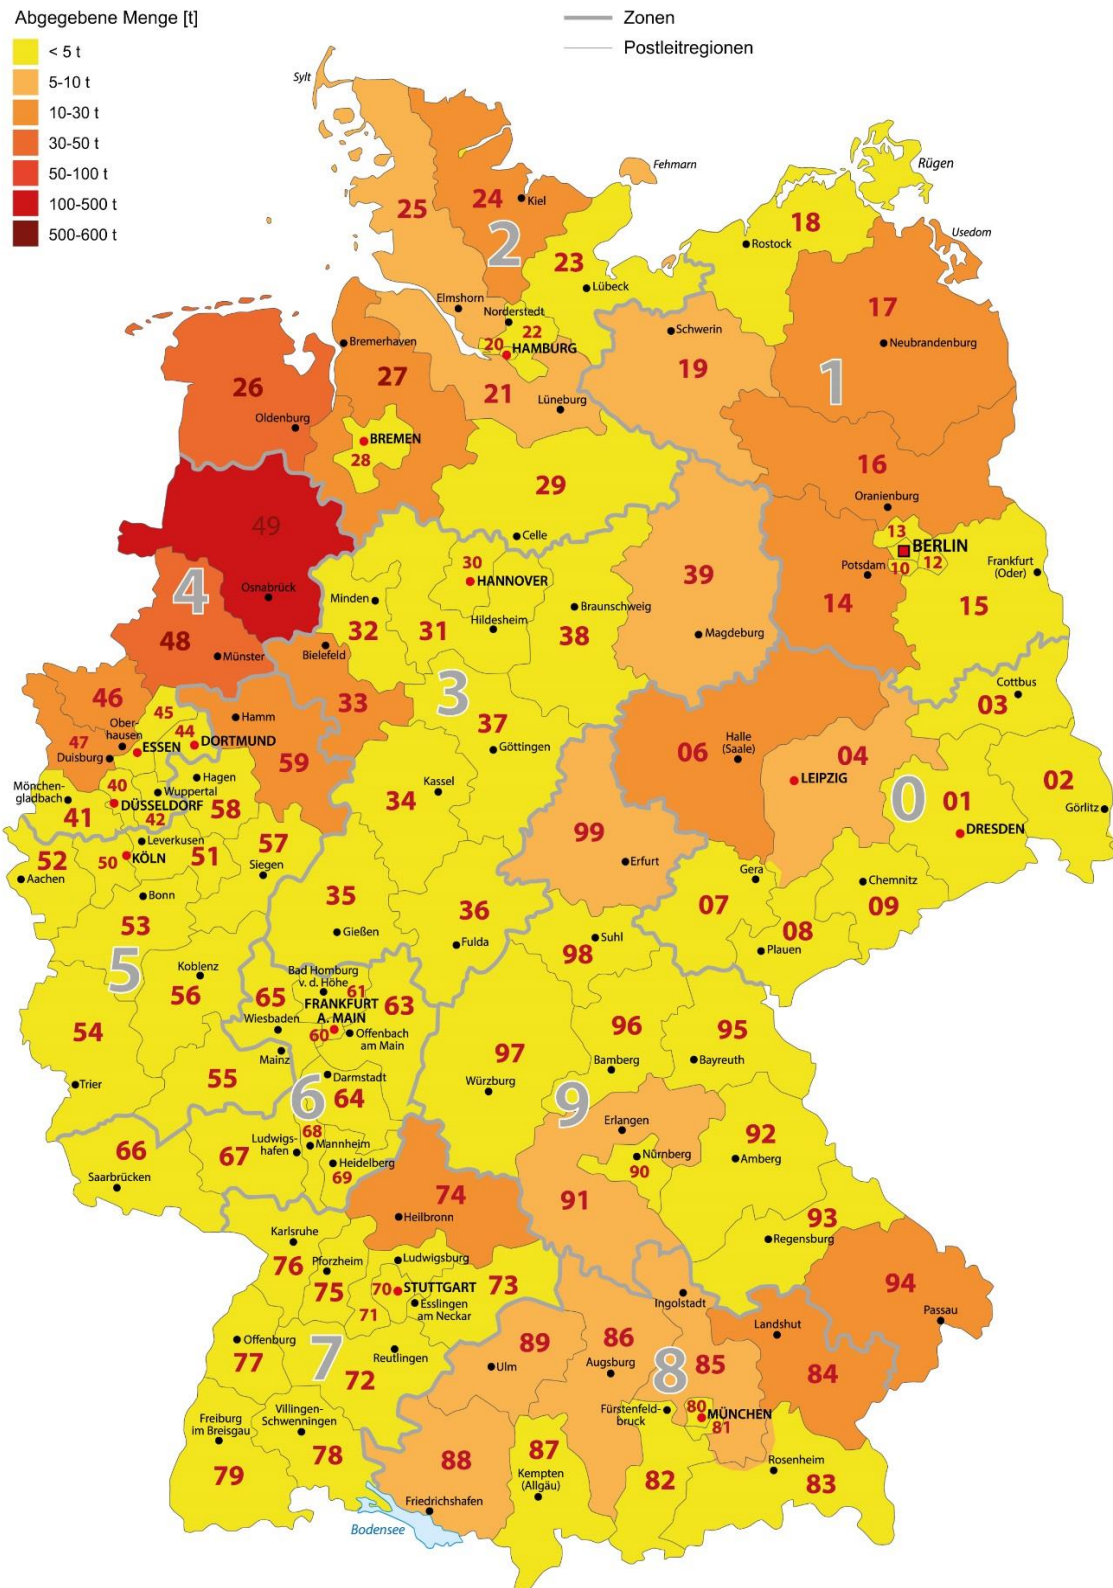 Abgegebene Menge [t]
< 5 t
5-10 t
10-30 t
30-50 t
50-100 t
100-500 t
500-600 t
Zonen
Postleitregionen
Sylt
Fehmarn
Rügen
Usedom
24
Kiel
25
2
18
Rostock
23
Lübeck
Elmshorn
Norderstedt
22
20
HAMBURG
Schwerin
17
Neubrandenburg
19
1
Bremerhaven
26
27
21
Oldenburg
Lüneburg
BREMEN
28
29
16
Oranienburg
49
Celle
13
BERLIN
10
12
Potsdam
Frankfurt
(Oder)
30
HANNOVER
39
4
Osnabrück
Minden
Braunschweig
14
15
32
31
Hildesheim
38
Magdeburg
48
Münster
Bielefeld
46
3
33
Cottbus
03
45
Hamm
Ober-
hausen
44
47
Duisburg
ESSEN
DORTMUND
37
Göttingen
06
Halle
(Saale)
04
59
LEIPZIG
02
Mönchen-
gladbach
40
Hagen
Wuppertal
Kassel
0
01
Görlitz
41
DÜSSELDORF
42
58
34
DRESDEN
99
52
50
Leverkusen
KÖLN
51
57
Siegen
Erfurt
Aachen
Gera
Chemnitz
Bonn
35
36
07
09
53
Gießen
Fulda
98
Suhl
08
Plauen
5
Koblenz
56
Bad Homburg
v. d. Höhe
65
61
63
FRANKFURT
A. MAIN
Wiesbaden
60
Offenbach
am Main
54
96
95
97
Mainz
Bamberg
Bayreuth
Trier
55
Darmstadt
6
64
Würzburg
9
Erlangen
92
66
67
Ludwigs-
hafen
68
Mannheim
Heidelberg
69
Nürnberg
90
Amberg
Saarbrücken
74
91
Heilbronn
93
Regensburg
Karlsruhe
76
Pforzheim
Ludwigsburg
75
70
STUTTGART
73
71
Esslingen
am Neckar
Ingolstadt
94
Passau
Landshut
Offenburg
77
7
Reutlingen
72
89
Ulm
86
Augsburg
8
85
84
Freiburg
im Breisgau
Villingen-
Schwenningen
Fürstenfeld-
bruck
80
MÜNCHEN
81
79
78
88
87
Kempten
(Allgäu)
82
Rosenheim
83
Friedrichshafen
Bodensee